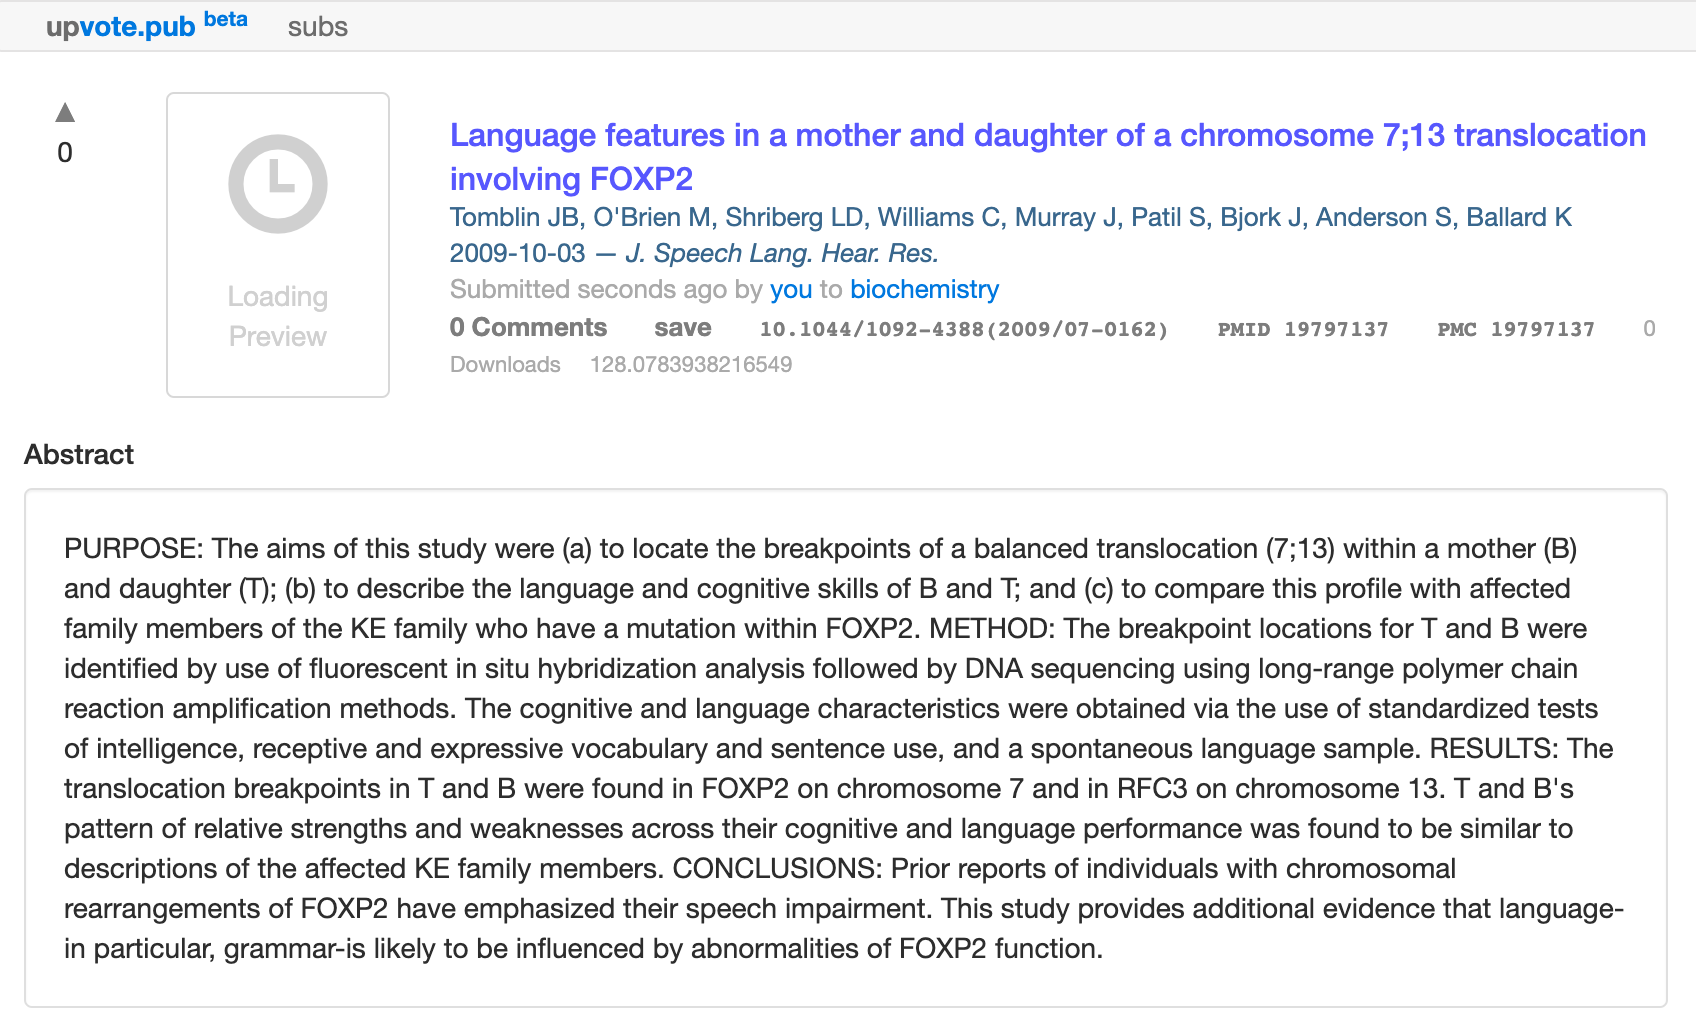 upvote.pub beta subs
▲
0
Loading
Preview
Language features in a mother and daughter of a chromosome 7;13 translocation
involving FOXP2
Tomblin JB, O'Brien M, Shriberg LD, Williams C, Murray J, Patil S, Bjork J, Anderson S, Ballard K
2009-10-03 — J. Speech Lang. Hear. Res.
Submitted seconds ago by you to biochemistry
0 Comments save 10.1044/1092-4388(2009/07-0162) PMID 19797137 PMC 19797137 0
Downloads 128.0783938216549
Abstract
PURPOSE: The aims of this study were (a) to locate the breakpoints of a balanced translocation (7;13) within a mother (B)
and daughter (T); (b) to describe the language and cognitive skills of B and T; and (c) to compare this profile with affected
family members of the KE family who have a mutation within FOXP2. METHOD: The breakpoint locations for T and B were
identified by use of fluorescent in situ hybridization analysis followed by DNA sequencing using long-range polymer chain
reaction amplification methods. The cognitive and language characteristics were obtained via the use of standardized tests
of intelligence, receptive and expressive vocabulary and sentence use, and a spontaneous language sample. RESULTS: The
translocation breakpoints in T and B were found in FOXP2 on chromosome 7 and in RFC3 on chromosome 13. T and B's
pattern of relative strengths and weaknesses across their cognitive and language performance was found to be similar to
descriptions of the affected KE family members. CONCLUSIONS: Prior reports of individuals with chromosomal
rearrangements of FOXP2 have emphasized their speech impairment. This study provides additional evidence that language-
in particular, grammar-is likely to be influenced by abnormalities of FOXP2 function.